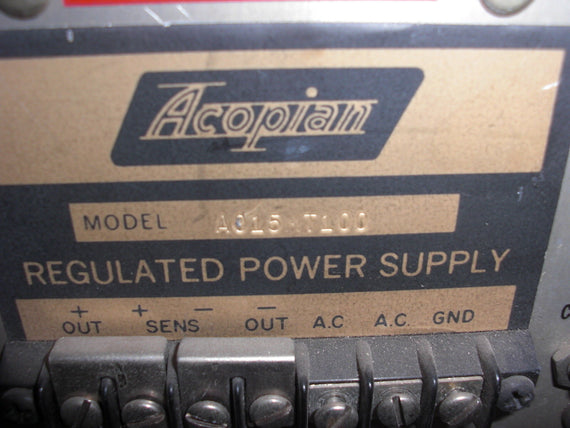 Acopian
MODEL A015-T100
REGULATED POWER SUPPLY
+ + - -
OUT SENS OUT A.C A.C. GND